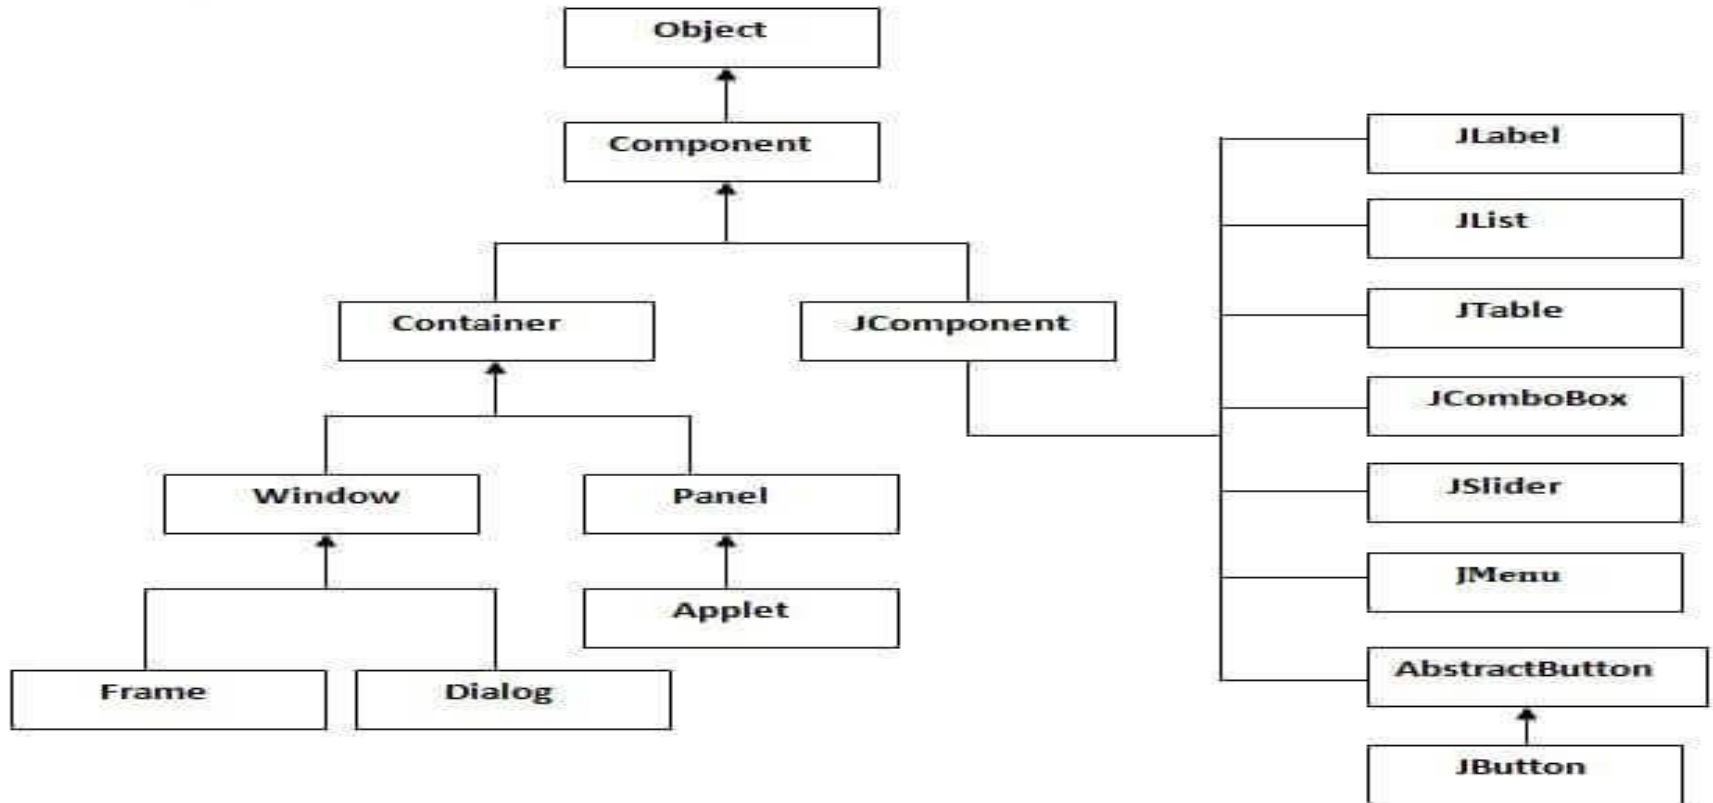 Object
Component
Container
JComponent
Window
Panel
Applet
Frame
Dialog
JLabel
JList
JTable
JComboBox
JSlider
JMenu
AbstractButton
JButton